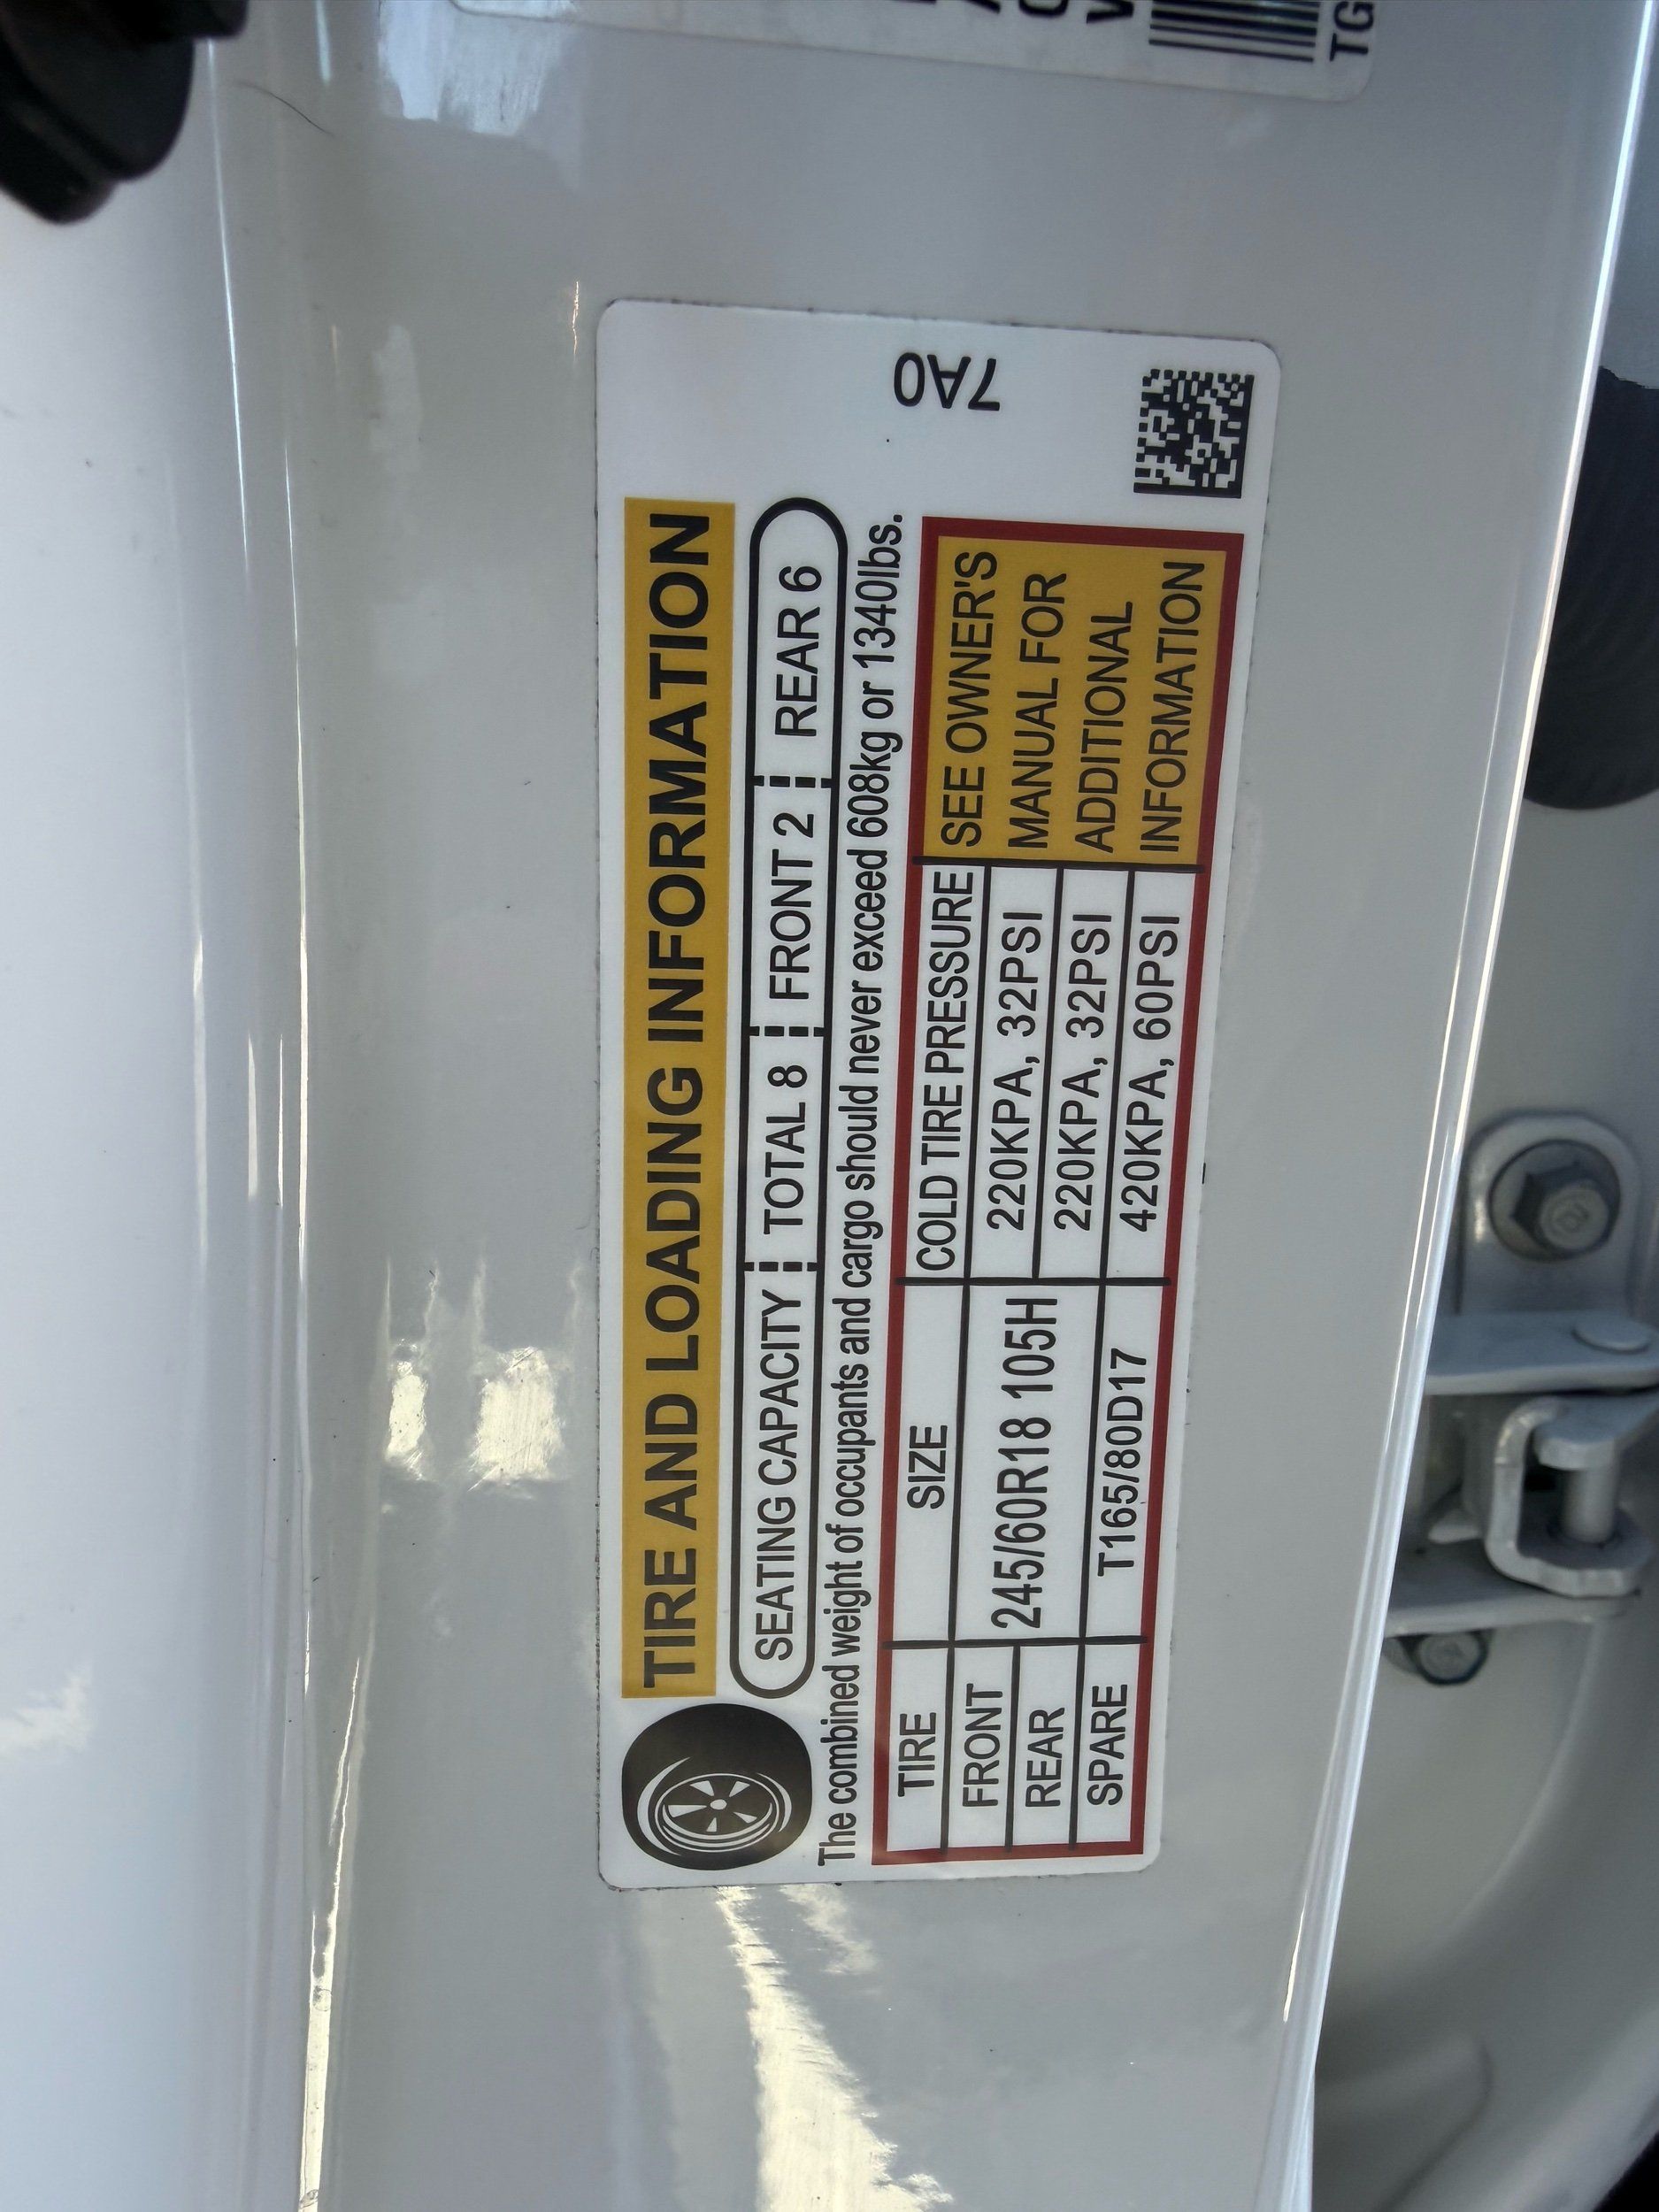 TIRE AND LOADING INFORMATION
SEATING CAPACITY TOTAL 8 FRONT 2 REAR 6
The combined weight of occupants and cargo should never exceed 608kg or 1340lbs.
TIRE SIZE COLD TIRE PRESSURE
FRONT 245/60R18 105H 220KPA, 32PSI
REAR 220KPA, 32PSI
SPARE T165/80D17 420KPA, 60PSI
SEE OWNER'S
MANUAL FOR
ADDITIONAL
INFORMATION
7A0
TG